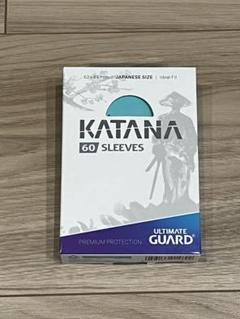 JAPANESE SIZE
KATANA
60 SLEEVES
ULTIMATE
GUARD
PREMIUM PROTECTION